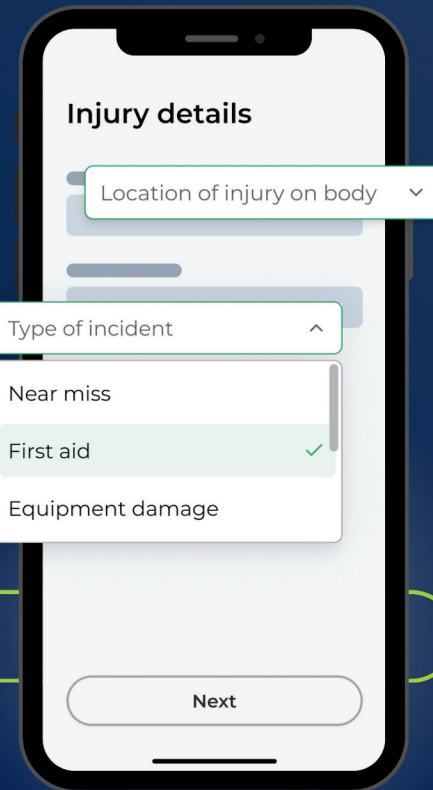 Injury details
Location of injury on body
Type of incident
Near miss
First aid
Equipment damage
Next